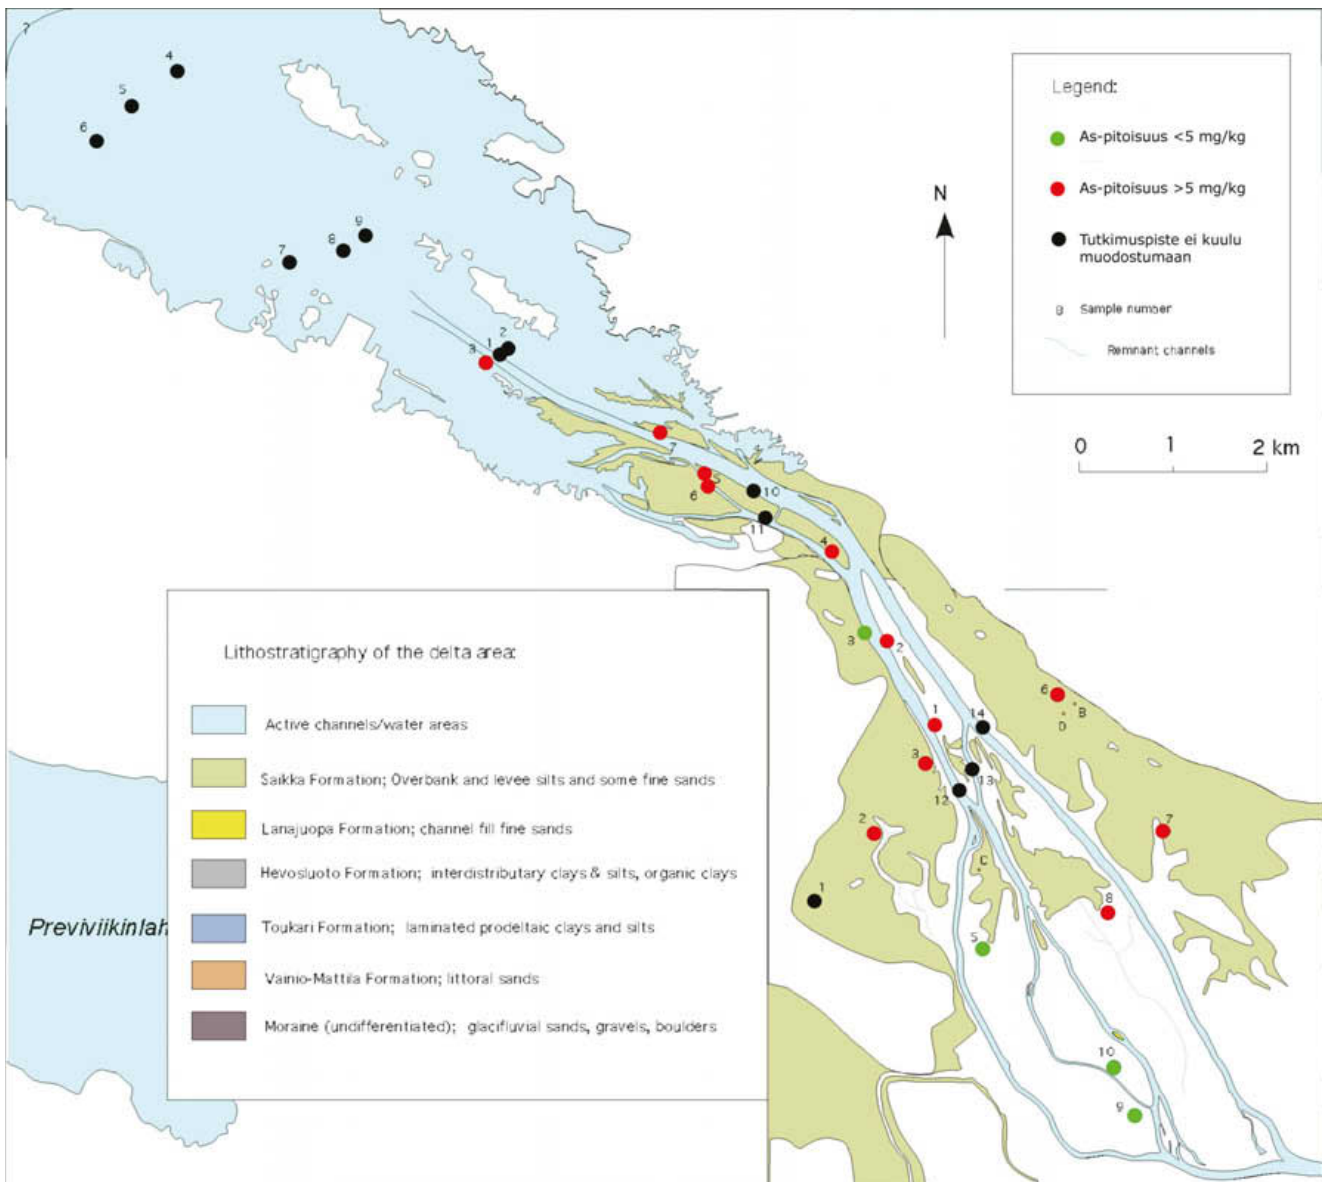 ?
4
5
6
9
8
7
2
1
3
7
5
6
10
11
4
3
2
1
14
3
13
12
2
1
C
5
6
B
D
7
8
10
9
N
Legend:
As-pitoisuus <5 mg/kg
As-pitoisuus >5 mg/kg
Tutkimuspiste ei kuulu
muodostumaan
8 Sample number
Remnant channels
0 1 2 km
Lithostratigraphy of the delta area:
Active channels/water areas
Saikka Formation; Overbank and levee silts and some fine sands
Lanajuopa Formation; channel fill fine sands
Hevosluoto Formation; interdistributary clays & silts, organic clays
Toukari Formation; laminated prodeltaic clays and silts
Vainio-Mattila Formation; littoral sands
Moraine (undifferentiated); glacifluvial sands, gravels, boulders
Previviikinlah